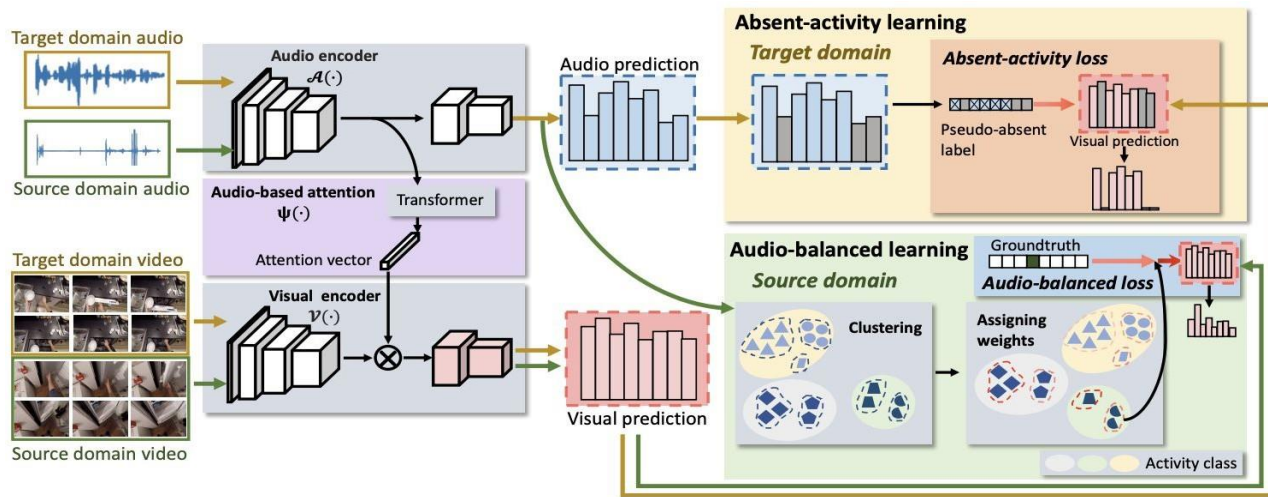 Target domain audio
Source domain audio
Target domain video
Source domain video
Audio encoder
𝒜(·)
Audio-based attention
Ψ(·)
Transformer
Attention vector
Visual encoder
𝒱(·)
Audio prediction
Visual prediction
Absent-activity learning
Target domain
Absent-activity loss
Pseudo-absent
label
Visual prediction
Audio-balanced learning
Source domain
Groundtruth
Audio-balanced loss
Clustering
Assigning
weights
Activity class